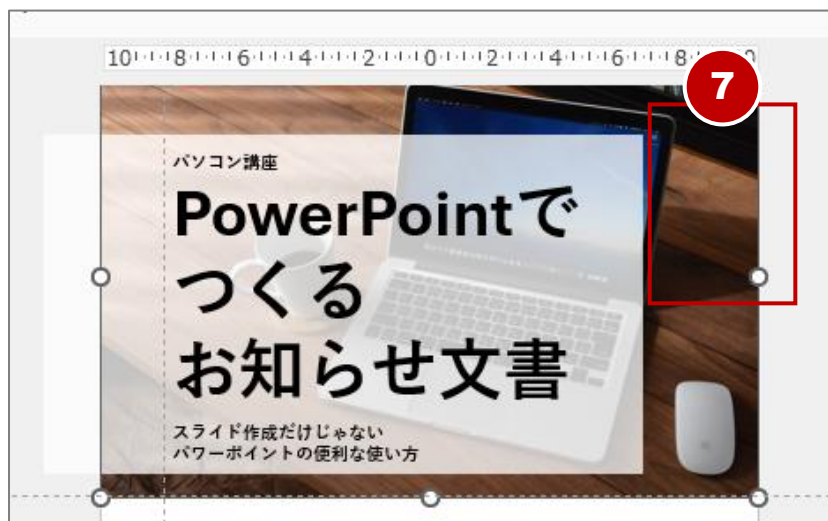 10 8 6 4 2 0 2 4 6 8
7
パソコン講座
PowerPointで
つくる
お知らせ文書
スライド作成だけじゃない
パワーポイントの便利な使い方